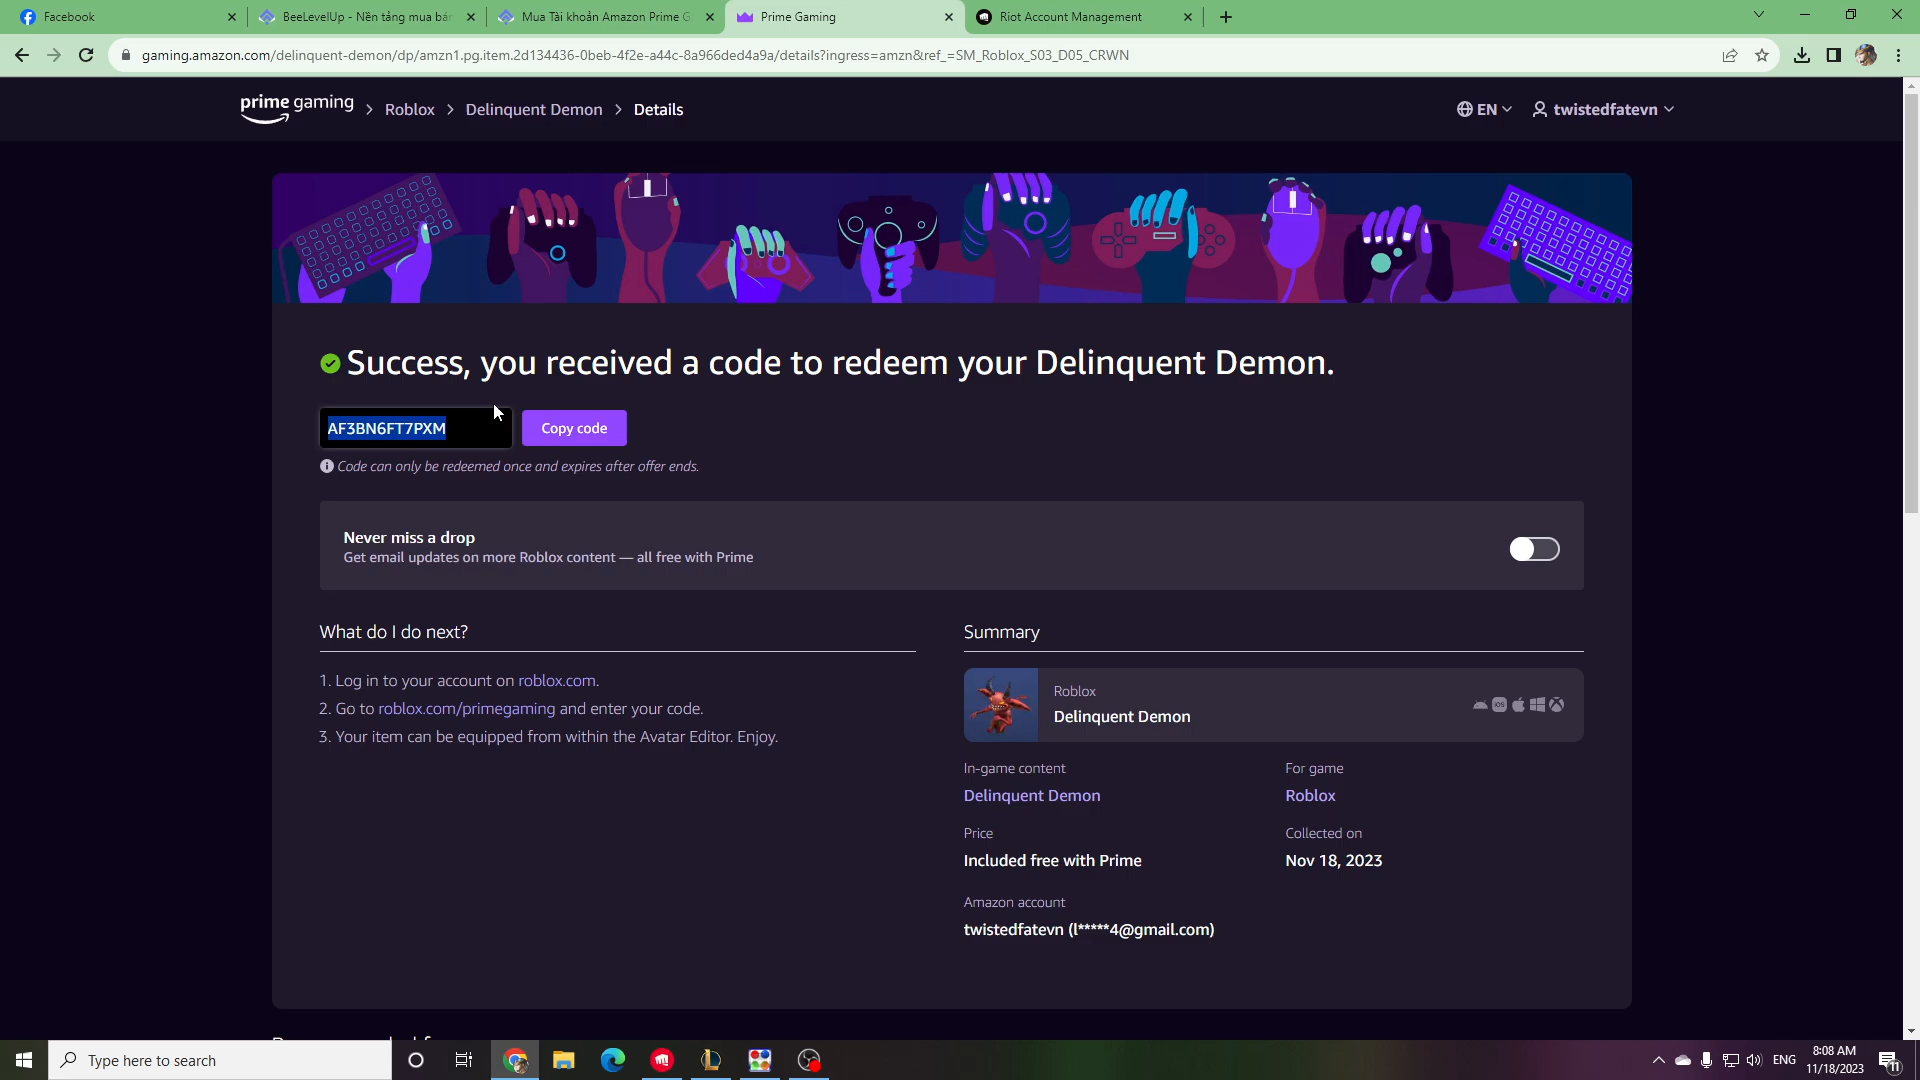 Facebook
BeeLevelUp - Nền tảng mua bán
Mua Tài khoản Amazon Prime G
Prime Gaming
Riot Account Management
gaming.amazon.com/delinquent-demon/dp/amzn1.pg.item.2d134436-0beb-4f2e-a44c-8a966ded4a9a/details?ingress=amzn&ref_=SM_Roblox_S03_D05_CRWN
prime gaming > Roblox > Delinquent Demon > Details
EN
twistedfatevn
Success, you received a code to redeem your Delinquent Demon.
AF3BN6FT7PXM
Copy code
Code can only be redeemed once and expires after offer ends.
Never miss a drop
Get email updates on more Roblox content — all free with Prime
What do I do next?
1. Log in to your account on roblox.com.
2. Go to roblox.com/primegaming and enter your code.
3. Your item can be equipped from within the Avatar Editor. Enjoy.
Summary
Roblox
Delinquent Demon
iOS
In-game content
Delinquent Demon
For game
Roblox
Price
Included free with Prime
Collected on
Nov 18, 2023
Amazon account
twistedfatevn (l*****4@gmail.com)
Type here to search
ENG
8:08 AM
11/18/2023
11